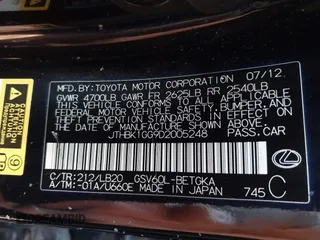 MFD.BY:TOYOTA MOTOR CORPORATION 07/12
GVWR 4700LB GAWR FR 2625LB RR 2540LB
THIS VEHICLE CONFORMS TO ALL APPLICABLE
FEDERAL MOTOR VEHICLE SAFETY, BUMPER, AND
THEFT PREVENTION STANDARDS IN EFFECT ON
THE DATE OF MANUFACTURE SHOWN ABOVE.
JTHBK1GG9D2005248 PASS.CAR
C/TR:212/LB20 GSV60L-BETGKA
A/TM:-01A/U660E MADE IN JAPAN 745 C
9